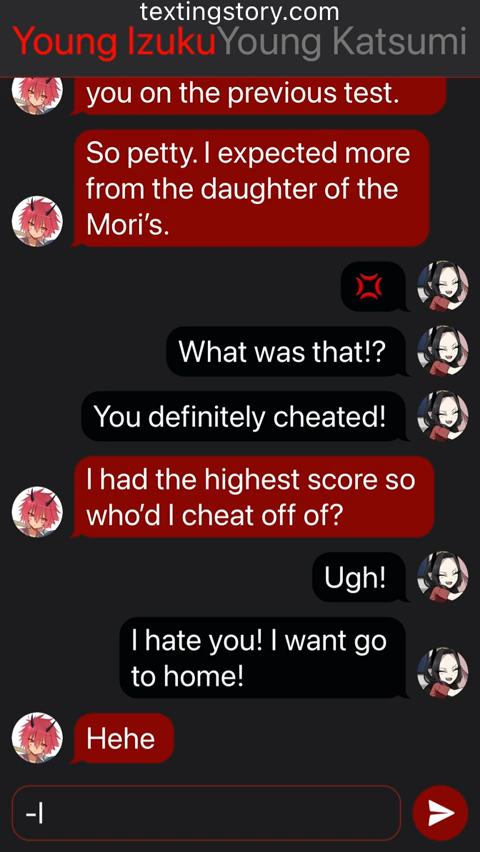 textingstory.com
Young Izuku Young Katsumi
you on the previous test.
So petty. I expected more
from the daughter of the
Mori's.
What was that!?
You definitely cheated!
I had the highest score so
who'd I cheat off of?
Ugh!
I hate you! I want go
to home!
Hehe
-